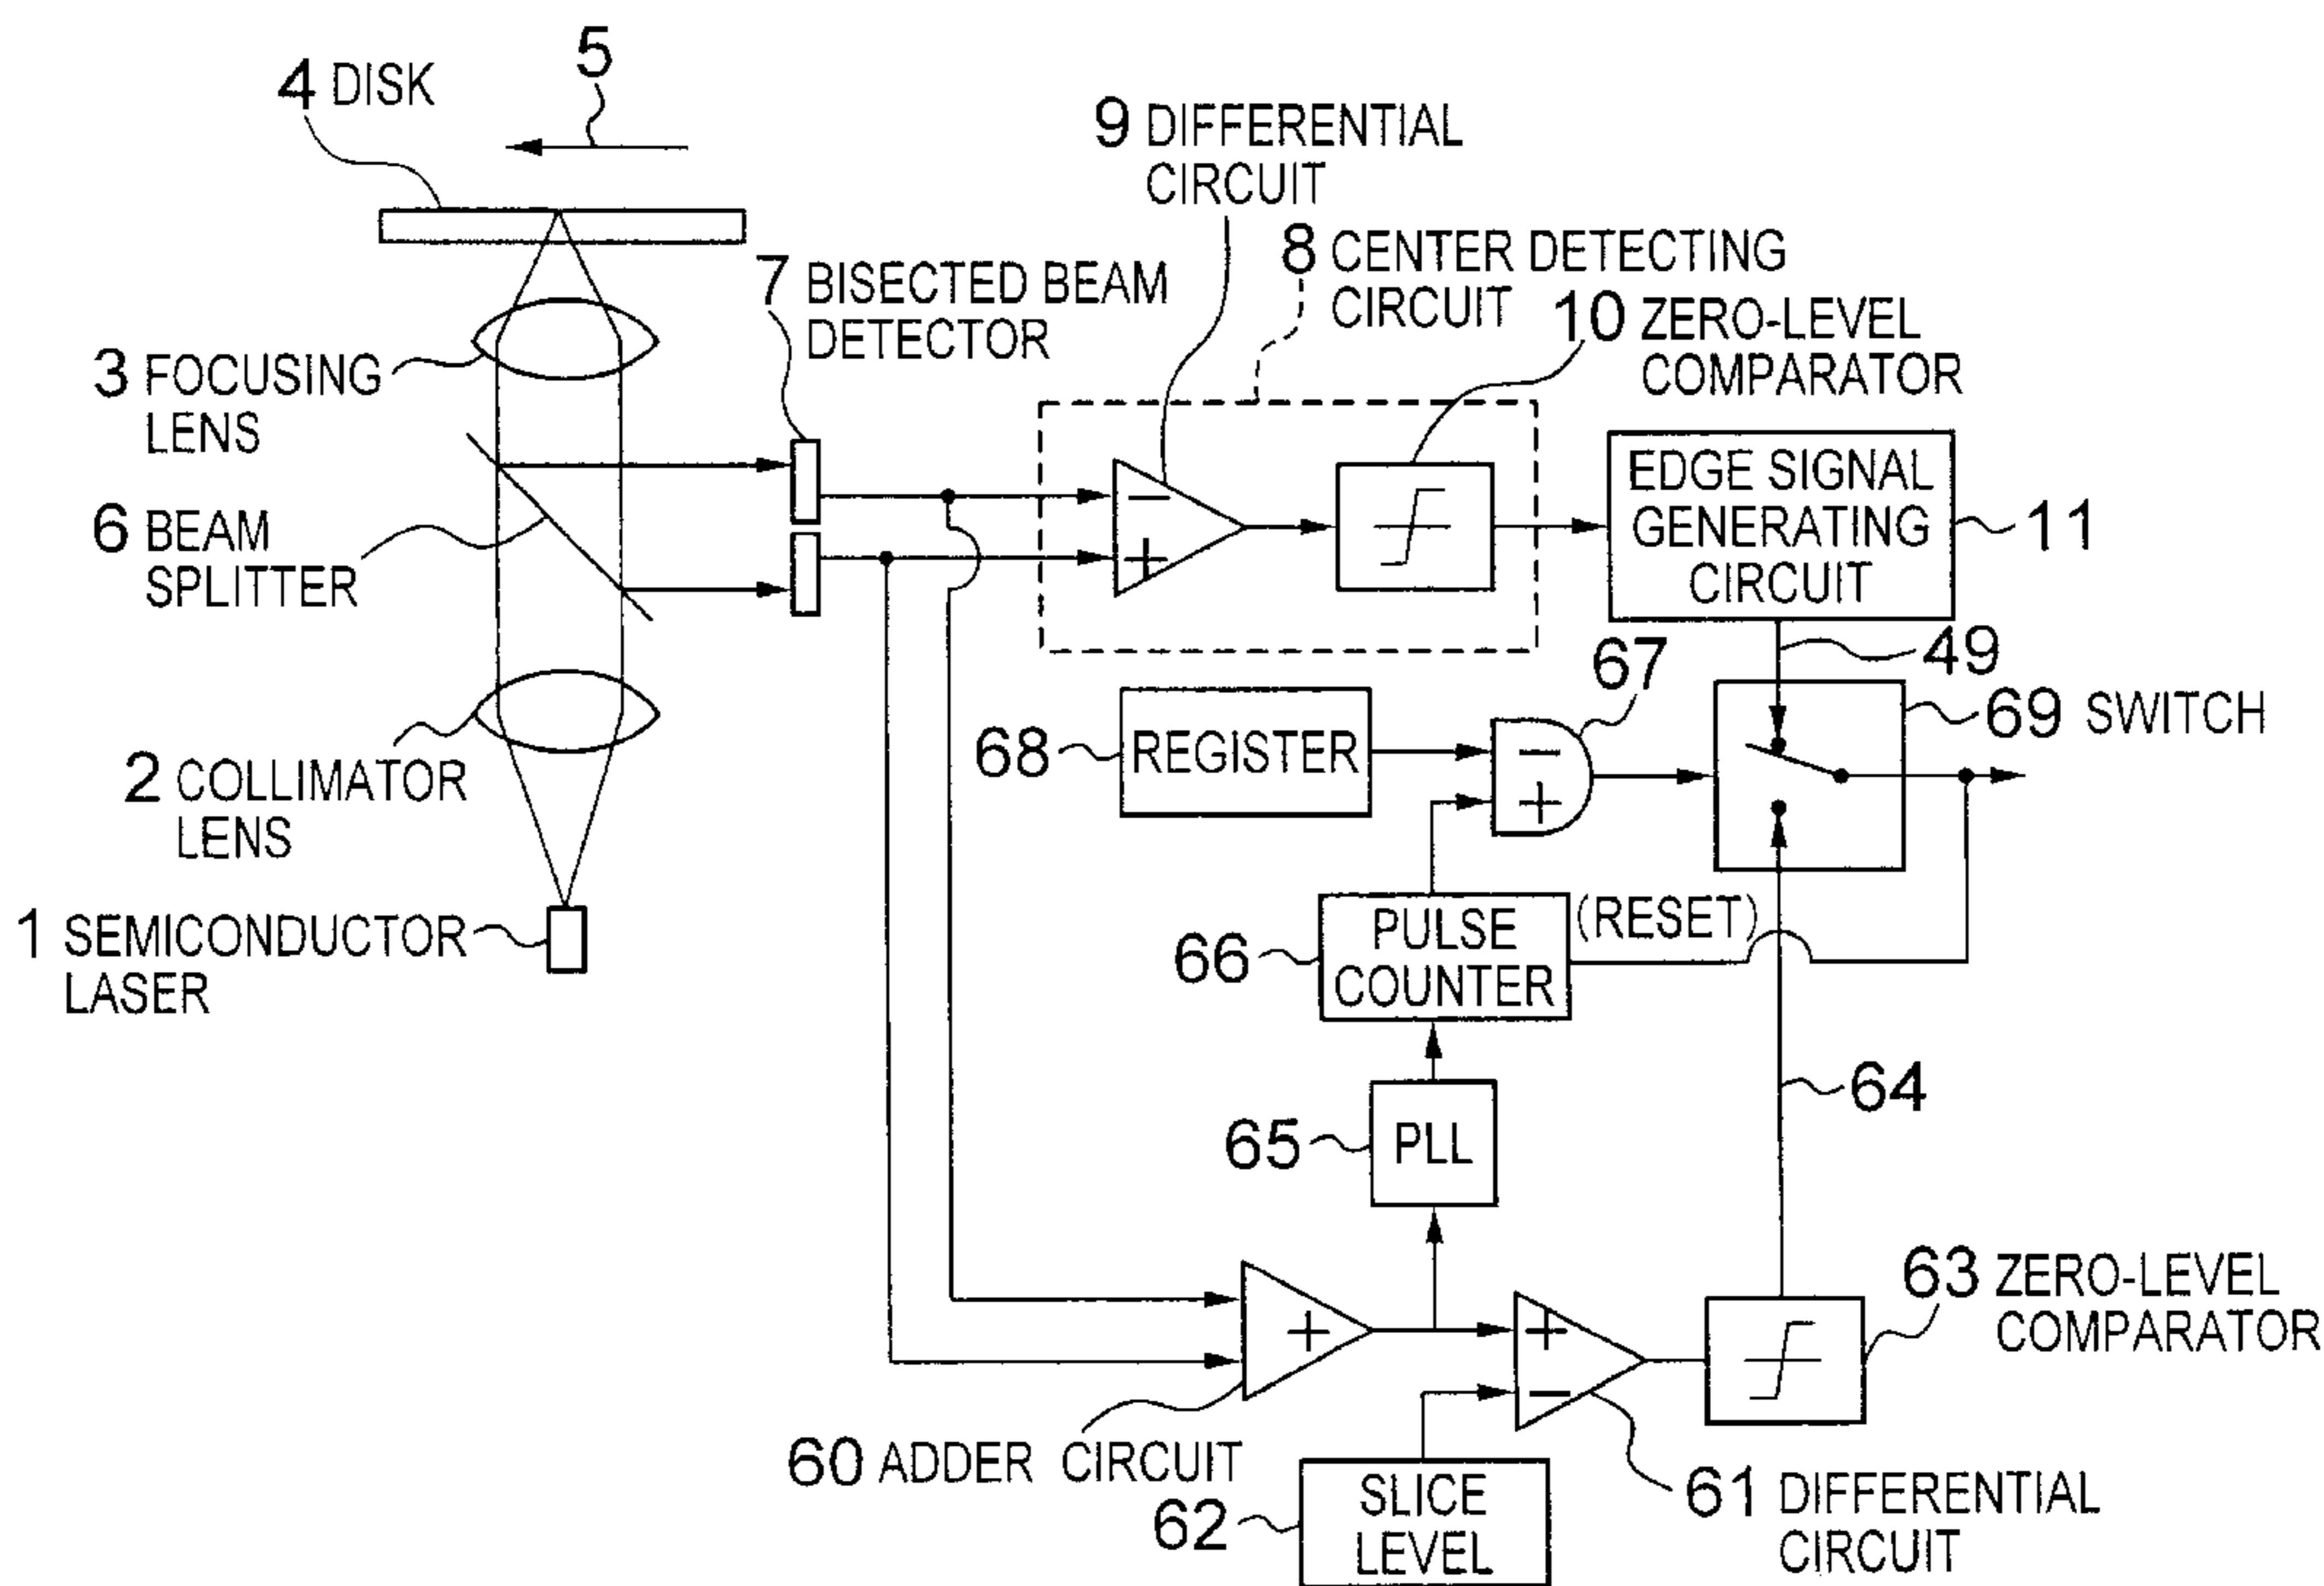 5
4 DISK
9 DIFFERENTIAL
CIRCUIT
8 CENTER DETECTING
CIRCUIT
7 BISECTED BEAM
DETECTOR
10 ZERO-LEVEL
COMPARATOR
3 FOCUSING
LENS
EDGE SIGNAL
GENERATING
CIRCUIT
11
6 BEAM
SPLITTER
−
+
49
67
69 SWITCH
68
REGISTER
−
+
2 COLLIMATOR
LENS
1 SEMICONDUCTOR
LASER
66
PULSE
COUNTER
(RESET)
64
65
PLL
63 ZERO-LEVEL
COMPARATOR
+
+
−
60 ADDER CIRCUIT
62
SLICE
LEVEL
61 DIFFERENTIAL
CIRCUIT